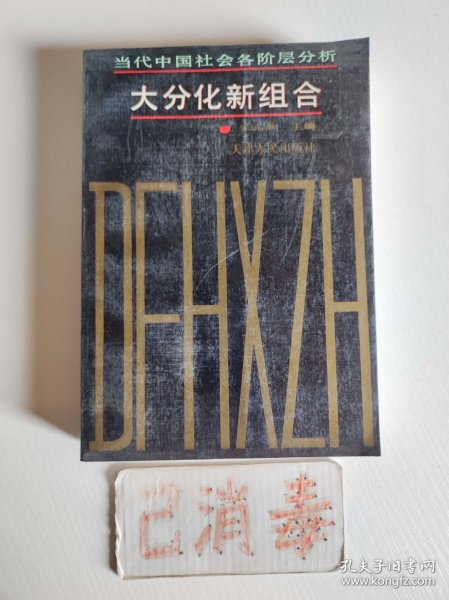 当代中国社会各阶层分析
大分化新组合
主编
天津人民出版社
DFHXZH
已消毒
孔夫子旧书网
www.kongfz.com